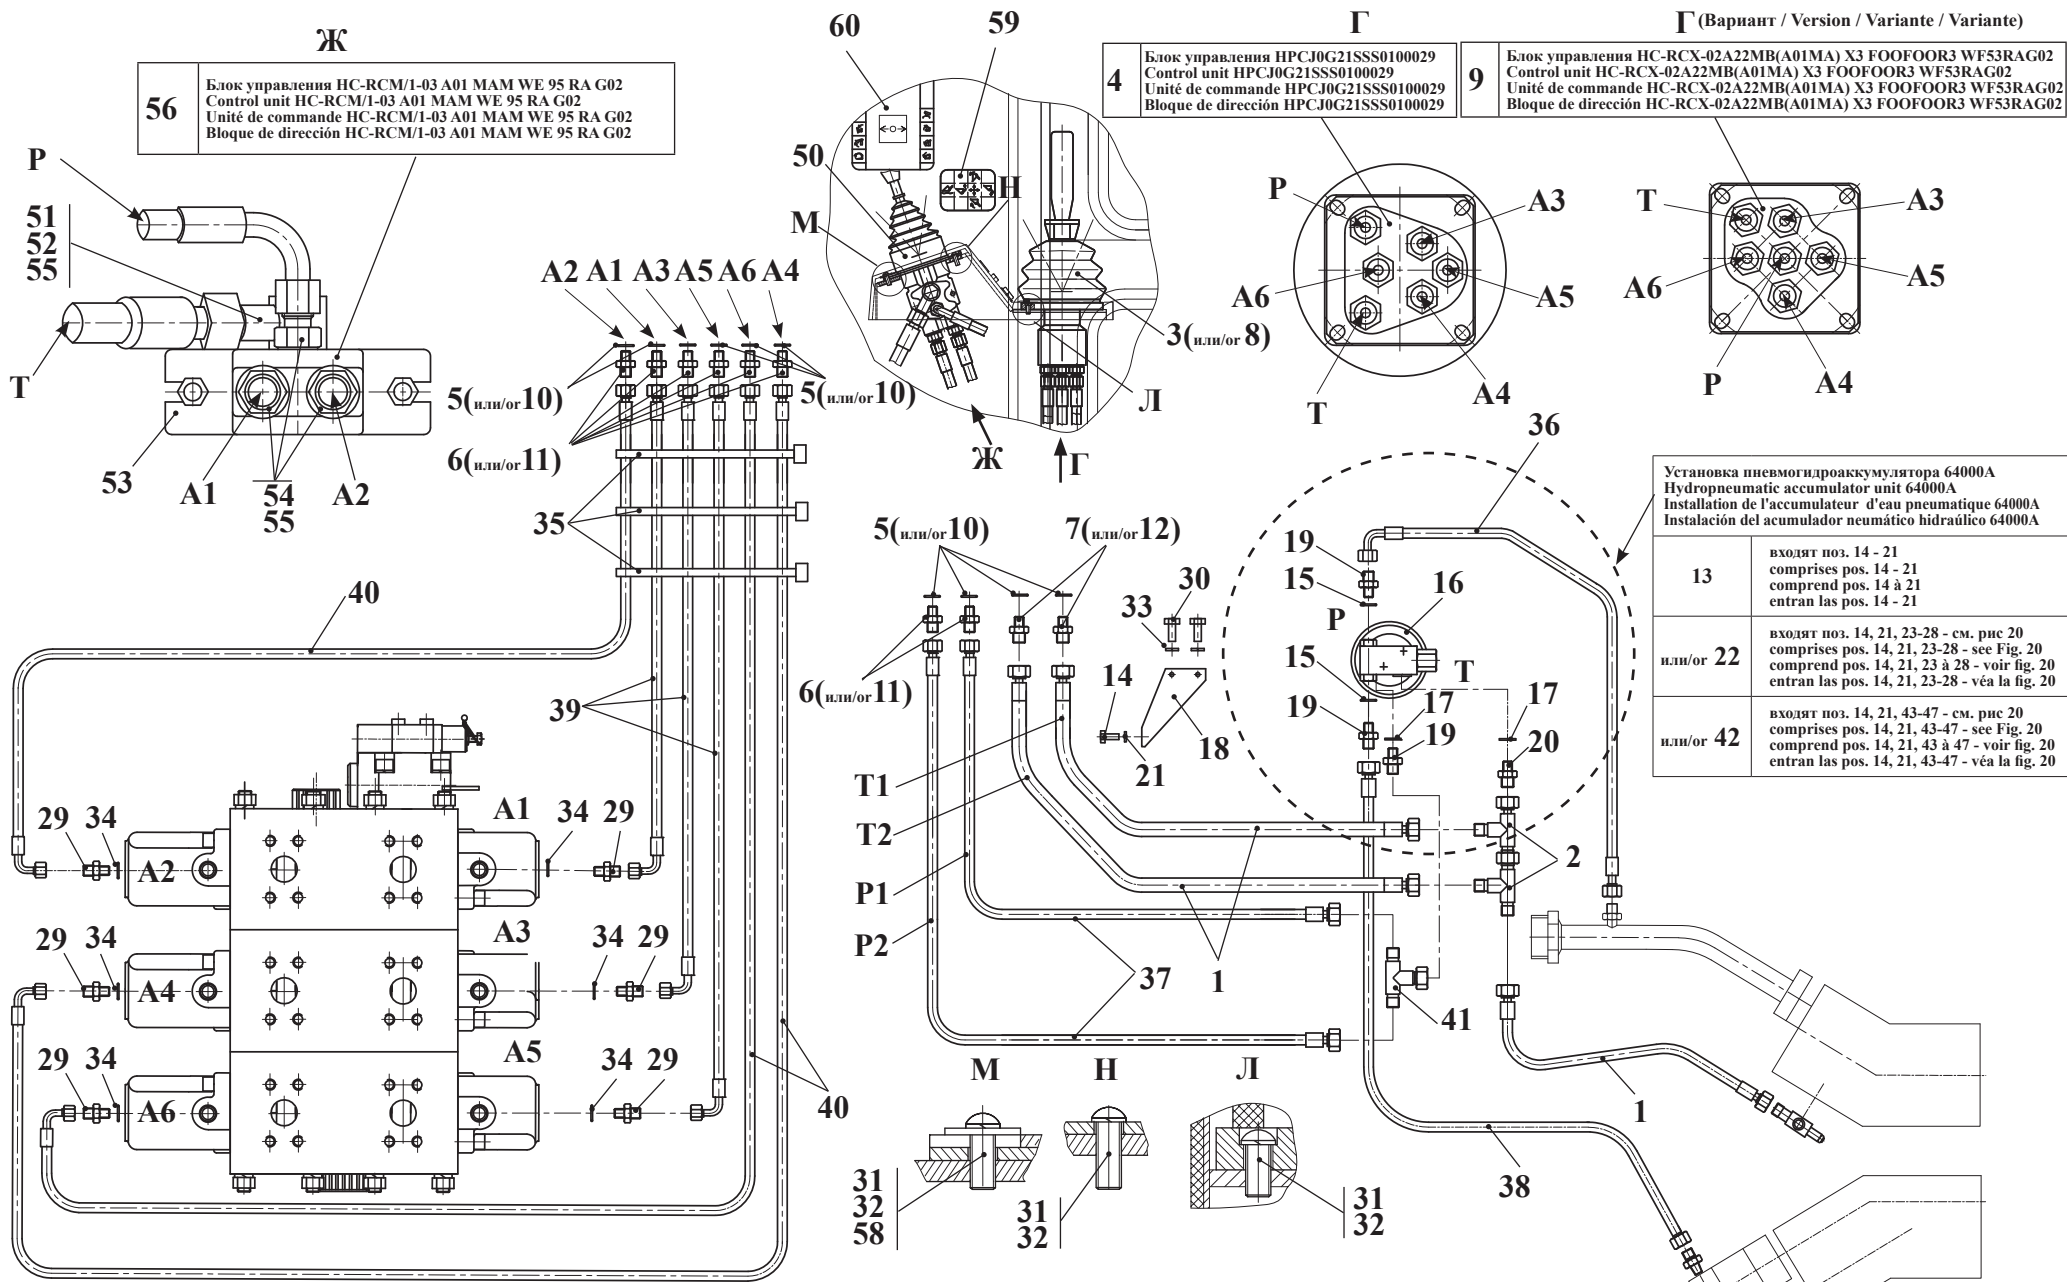 Ж
56
Блок управления HC-RCM/1-03 A01 MAM WE 95 RA G02
Control unit HC-RCM/1-03 A01 MAM WE 95 RA G02
Unité de commande HC-RCM/1-03 A01 MAM WE 95 RA G02
Bloque de dirección HC-RCM/1-03 A01 MAM WE 95 RA G02
P
51
52
55
T
53
A1
54
55
A2
60
59
50
M
Н
3(или/or 8)
Л
Ж
Г
Г
4
Блок управления HPCJ0G21SSS0100029
Control unit HPCJ0G21SSS0100029
Unité de commande HPCJ0G21SSS0100029
Bloque de dirección HPCJ0G21SSS0100029
P
A3
A6
A5
T
A4
Г (Вариант / Version / Variante / Variante)
9
Блок управления HC-RCX-02A22MB(A01MA) X3 FOOFOOR3 WF53RAG02
Control unit HC-RCX-02A22MB(A01MA) X3 FOOFOOR3 WF53RAG02
Unité de commande HC-RCX-02A22MB(A01MA) X3 FOOFOOR3 WF53RAG02
Bloque de dirección HC-RCX-02A22MB(A01MA) X3 FOOFOOR3 WF53RAG02
T
A3
A6
A5
P
A4
A2 A1 A3 A5 A6 A4
5(или/or 10)
5(или/or 10)
6(или/or 11)
35
40
39
29 34 A2
A1 34 29
29 34 A4
A3 34 29
29 34 A6
A5 34 29
40
5(или/or 10)
7(или/or 12)
6(или/or 11)
30
33
14
21
18
T1
T2
P1
P2
37
1
41
36
19
15
P
16
15
T
19
17
19
17
20
2
1
38
Установка пневмогидроаккумулятора 64000А
Hydropneumatic accumulator unit 64000A
Installation de l'accumulateur d'eau pneumatique 64000A
Instalación del acumulador neumático hidraúlico 64000A
13
входят поз. 14 - 21
comprises pos. 14 - 21
comprend pos. 14 à 21
entran las pos. 14 - 21
или/or 22
входят поз. 14, 21, 23-28 - см. рис 20
comprises pos. 14, 21, 23-28 - see Fig. 20
comprend pos. 14, 21, 23 à 28 - voir fig. 20
entran las pos. 14, 21, 23-28 - véa la fig. 20
или/or 42
входят поз. 14, 21, 43-47 - см. рис 20
comprises pos. 14, 21, 43-47 - see Fig. 20
comprend pos. 14, 21, 43 à 47 - voir fig. 20
entran las pos. 14, 21, 43-47 - véa la fig. 20
М
31
32
58
Н
31
32
Л
31
32